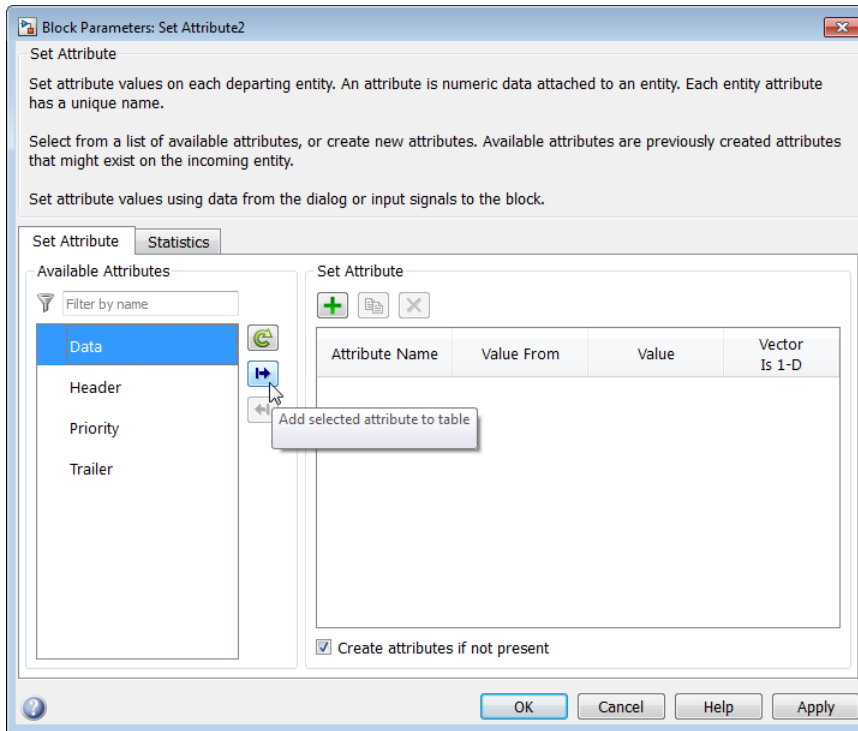 Block Parameters: Set Attribute2
Set Attribute
Set attribute values on each departing entity. An attribute is numeric data attached to an entity. Each entity attribute
has a unique name.
Select from a list of available attributes, or create new attributes. Available attributes are previously created attributes
that might exist on the incoming entity.
Set attribute values using data from the dialog or input signals to the block.
Set Attribute
Statistics
Available Attributes
Filter by name
Data
Header
Priority
Trailer
Add selected attribute to table
Set Attribute
Attribute Name
Value From
Value
Vector
Is 1-D
Create attributes if not present
OK
Cancel
Help
Apply